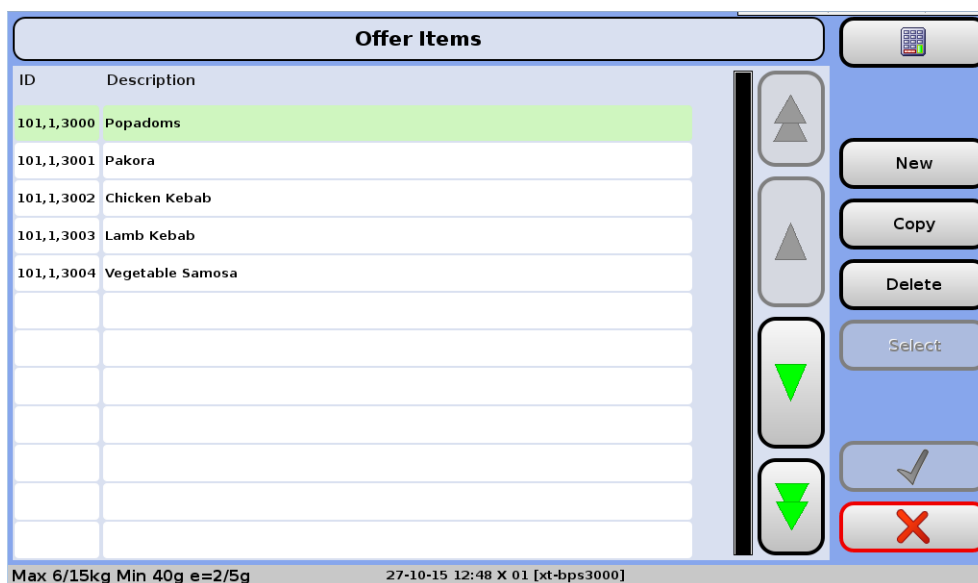 Offer Items
ID Description
101,1,3000 Popadoms
101,1,3001 Pakora
101,1,3002 Chicken Kebab
101,1,3003 Lamb Kebab
101,1,3004 Vegetable Samosa
New
Copy
Delete
Select
Max 6/15kg Min 40g e=2/5g 27-10-15 12:48 X 01 [xt-bps3000]